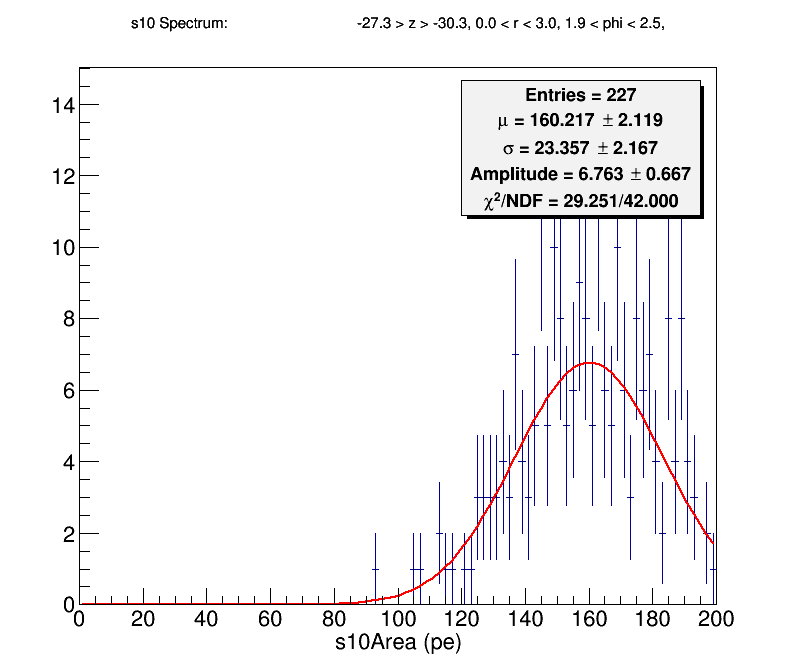 s10 Spectrum: -27.3 > z > -30.3, 0.0 < r < 3.0, 1.9 < phi < 2.5,
Entries = 227
μ = 160.217 ± 2.119
σ = 23.357 ± 2.167
Amplitude = 6.763 ± 0.667
χ²/NDF = 29.251/42.000
14
12
10
8
6
4
2
0
0 20 40 60 80 100 120 140 160 180 200
s10Area (pe)